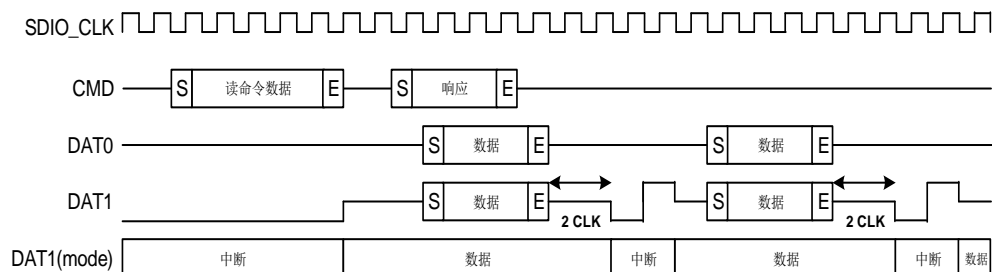 SDIO_CLK
CMD S 读命令数据 E S 响应 E
DAT0 S 数据 E S 数据 E
DAT1 S 数据 E 2 CLK S 数据 E 2 CLK
DAT1(mode) 中断 数据 中断 数据 中断 数据